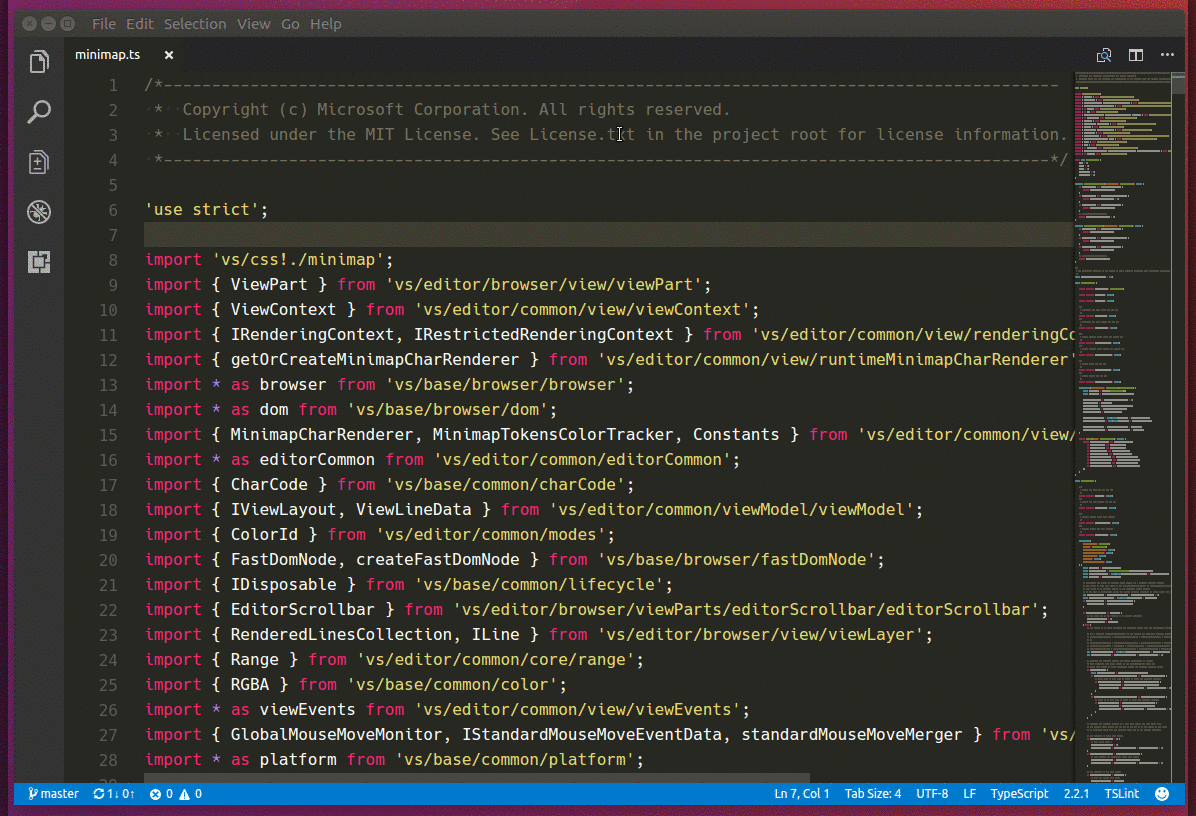 File Edit Selection View Go Help
minimap.ts ×
1 /*---------------------------------------------------------------------------------------------
2 * Copyright (c) Microsoft Corporation. All rights reserved.
3 * Licensed under the MIT License. See License.txt in the project root for license information.
4 *--------------------------------------------------------------------------------------------*/
5
6 'use strict';
7
8 import 'vs/css!./minimap';
9 import { ViewPart } from 'vs/editor/browser/view/viewPart';
10 import { ViewContext } from 'vs/editor/common/view/viewContext';
11 import { IRenderingContext, IRestrictedRenderingContext } from 'vs/editor/common/view/renderingCo
12 import { getOrCreateMinimapCharRenderer } from 'vs/editor/common/view/runtimeMinimapCharRenderer'
13 import * as browser from 'vs/base/browser/browser';
14 import * as dom from 'vs/base/browser/dom';
15 import { MinimapCharRenderer, MinimapTokensColorTracker, Constants } from 'vs/editor/common/view/
16 import * as editorCommon from 'vs/editor/common/editorCommon';
17 import { CharCode } from 'vs/base/common/charCode';
18 import { IViewLayout, ViewLineData } from 'vs/editor/common/viewModel/viewModel';
19 import { ColorId } from 'vs/editor/common/modes';
20 import { FastDomNode, createFastDomNode } from 'vs/base/browser/fastDomNode';
21 import { IDisposable } from 'vs/base/common/lifecycle';
22 import { EditorScrollbar } from 'vs/editor/browser/viewParts/editorScrollbar/editorScrollbar';
23 import { RenderedLinesCollection, ILine } from 'vs/editor/browser/view/viewLayer';
24 import { Range } from 'vs/editor/common/core/range';
25 import { RGBA } from 'vs/base/common/color';
26 import * as viewEvents from 'vs/editor/common/view/viewEvents';
27 import { GlobalMouseMoveMonitor, IStandardMouseMoveEventData, standardMouseMoveMerger } from 'vs/
28 import * as platform from 'vs/base/common/platform';
master 1↓ 0↑ 0 0 Ln 7, Col 1 Tab Size: 4 UTF-8 LF TypeScript 2.2.1 TSLint